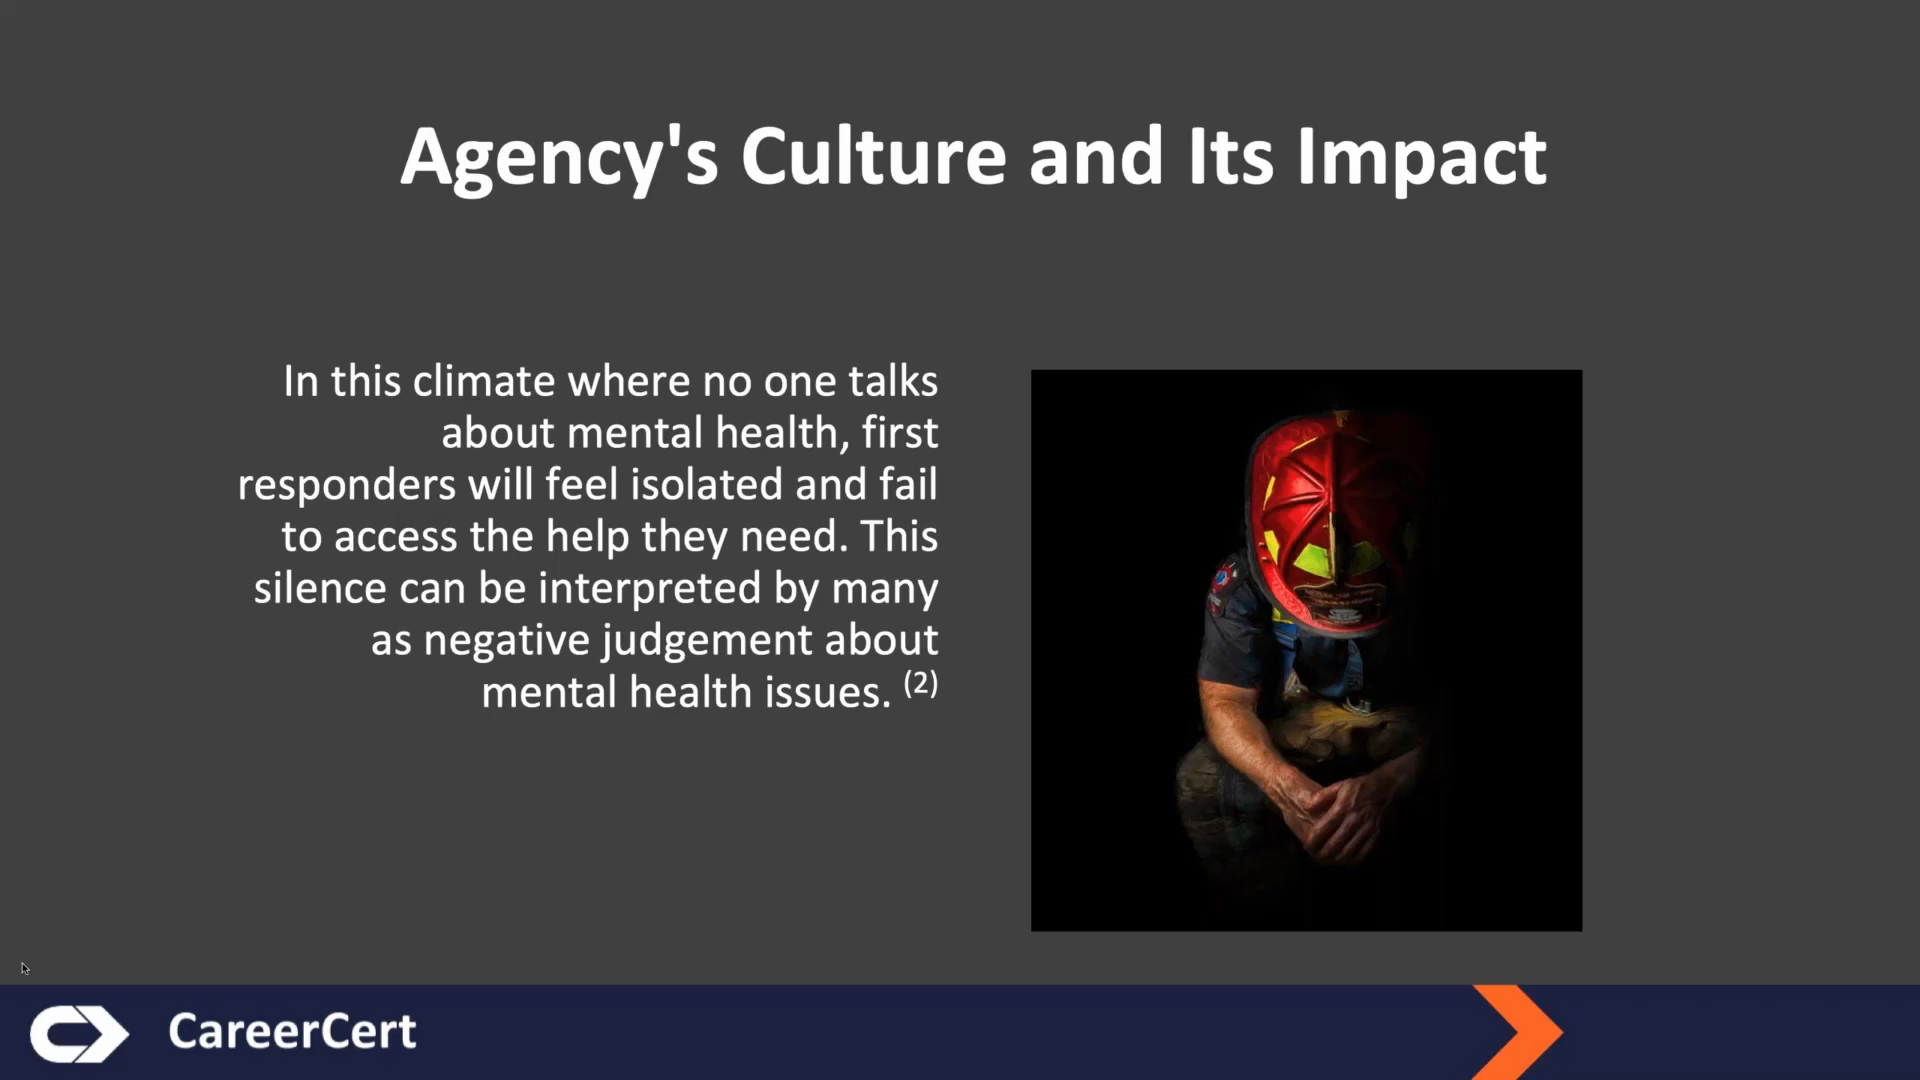 Agency's Culture and Its Impact
In this climate where no one talks
about mental health, first
responders will feel isolated and fail
to access the help they need. This
silence can be interpreted by many
as negative judgement about
mental health issues. (2)
CareerCert